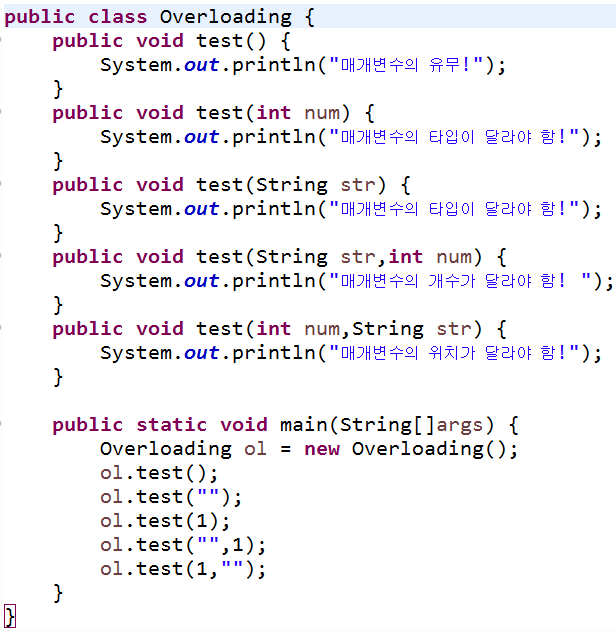 public class Overloading {
public void test() {
System.out.println("매개변수의 유무!");
}
public void test(int num) {
System.out.println("매개변수의 타입이 달라야 함!");
}
public void test(String str) {
System.out.println("매개변수의 타입이 달라야 함!");
}
public void test(String str,int num) {
System.out.println("매개변수의 개수가 달라야 함! ");
}
public void test(int num,String str) {
System.out.println("매개변수의 위치가 달라야 함!");
}
public static void main(String[]args) {
Overloading ol = new Overloading();
ol.test();
ol.test("");
ol.test(1);
ol.test("",1);
ol.test(1,"");
}
}